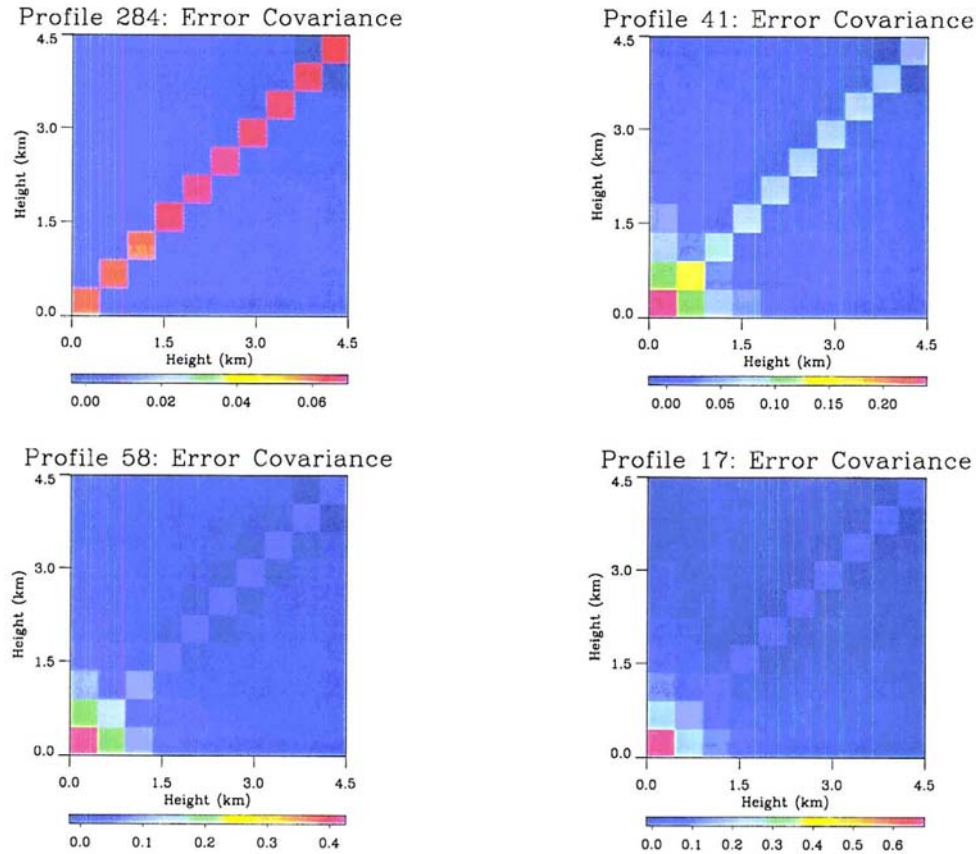 Profile 284: Error Covariance
4.5
3.0
1.5
0.0
Height (km)
0.0 1.5 3.0 4.5
Height (km)
0.00 0.02 0.04 0.06
Profile 41: Error Covariance
4.5
3.0
1.5
0.0
Height (km)
0.0 1.5 3.0 4.5
Height (km)
0.00 0.05 0.10 0.15 0.20
Profile 58: Error Covariance
4.5
3.0
1.5
0.0
Height (km)
0.0 1.5 3.0 4.5
Height (km)
0.0 0.1 0.2 0.3 0.4
Profile 17: Error Covariance
4.5
3.0
1.5
0.0
Height (km)
0.0 1.5 3.0 4.5
Height (km)
0.0 0.1 0.2 0.3 0.4 0.5 0.6